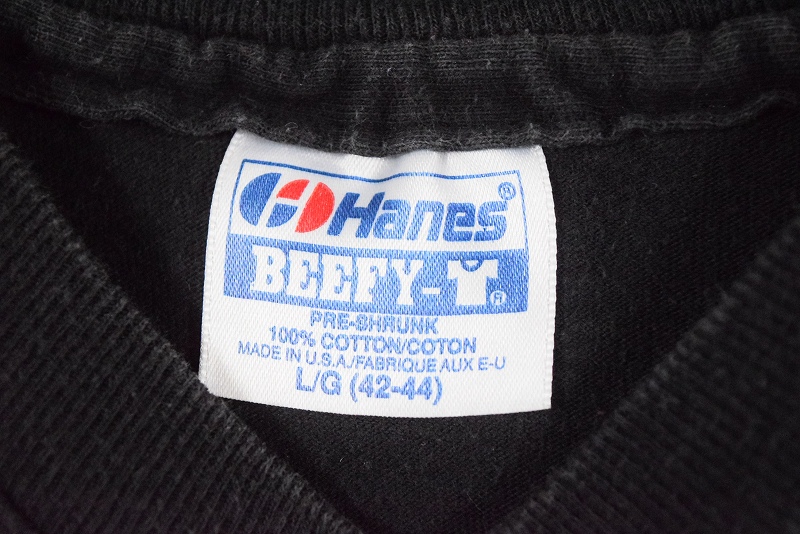 Hanes®
BEEFY-T®
PRE-SHRUNK
100% COTTON/COTON
MADE IN U.S.A./FABRIQUE AUX E-U
L/G (42-44)